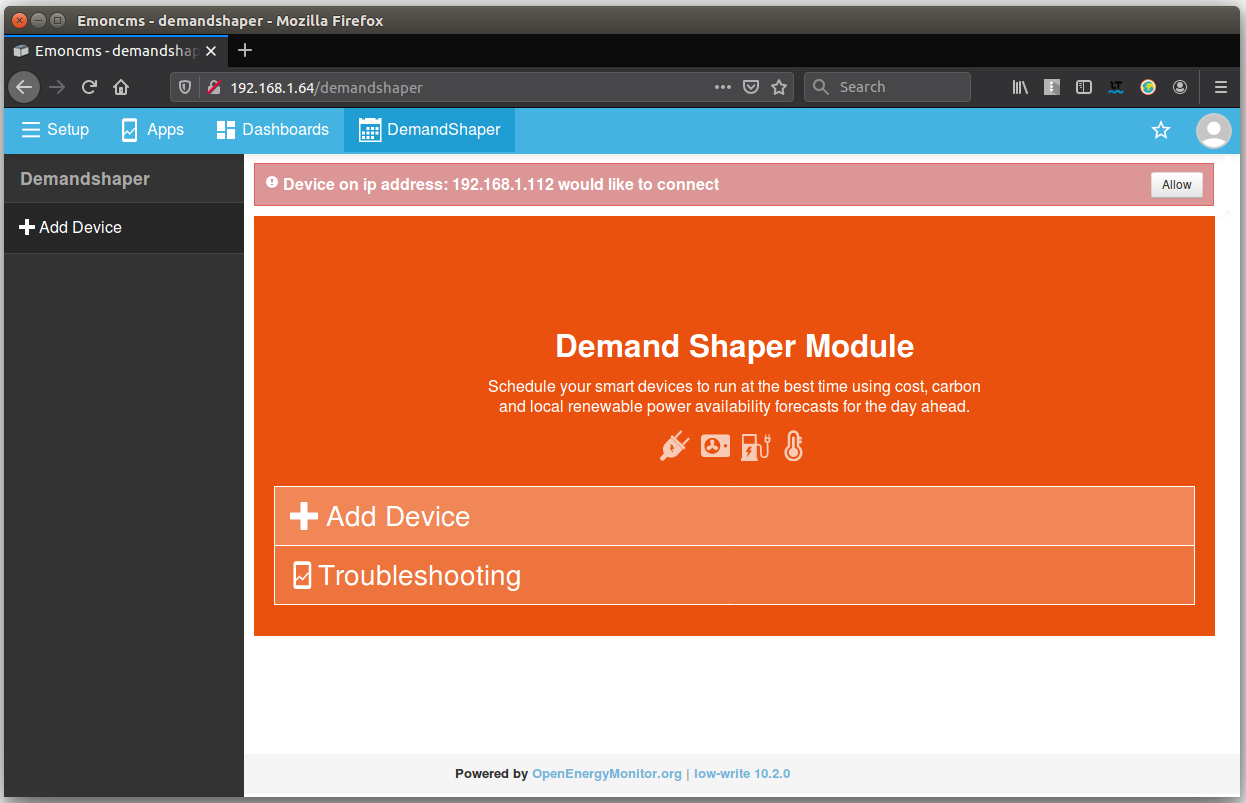 Emoncms - demandshaper - Mozilla Firefox
Emoncms - demandshap
192.168.1.64/demandshaper
Search
Setup
Apps
Dashboards
DemandShaper
Demandshaper
Add Device
Device on ip address: 192.168.1.112 would like to connect
Allow
Demand Shaper Module
Schedule your smart devices to run at the best time using cost, carbon
and local renewable power availability forecasts for the day ahead.
Add Device
Troubleshooting
Powered by OpenEnergyMonitor.org | low-write 10.2.0